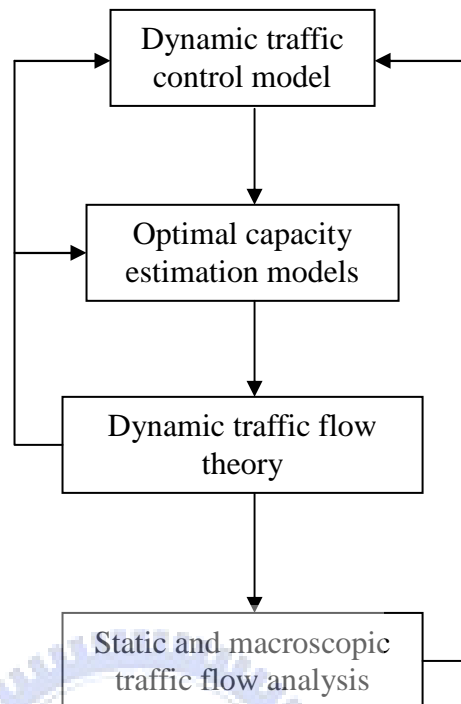 Dynamic traffic
control model
Optimal capacity
estimation models
Dynamic traffic flow
theory
Static and macroscopic
traffic flow analysis